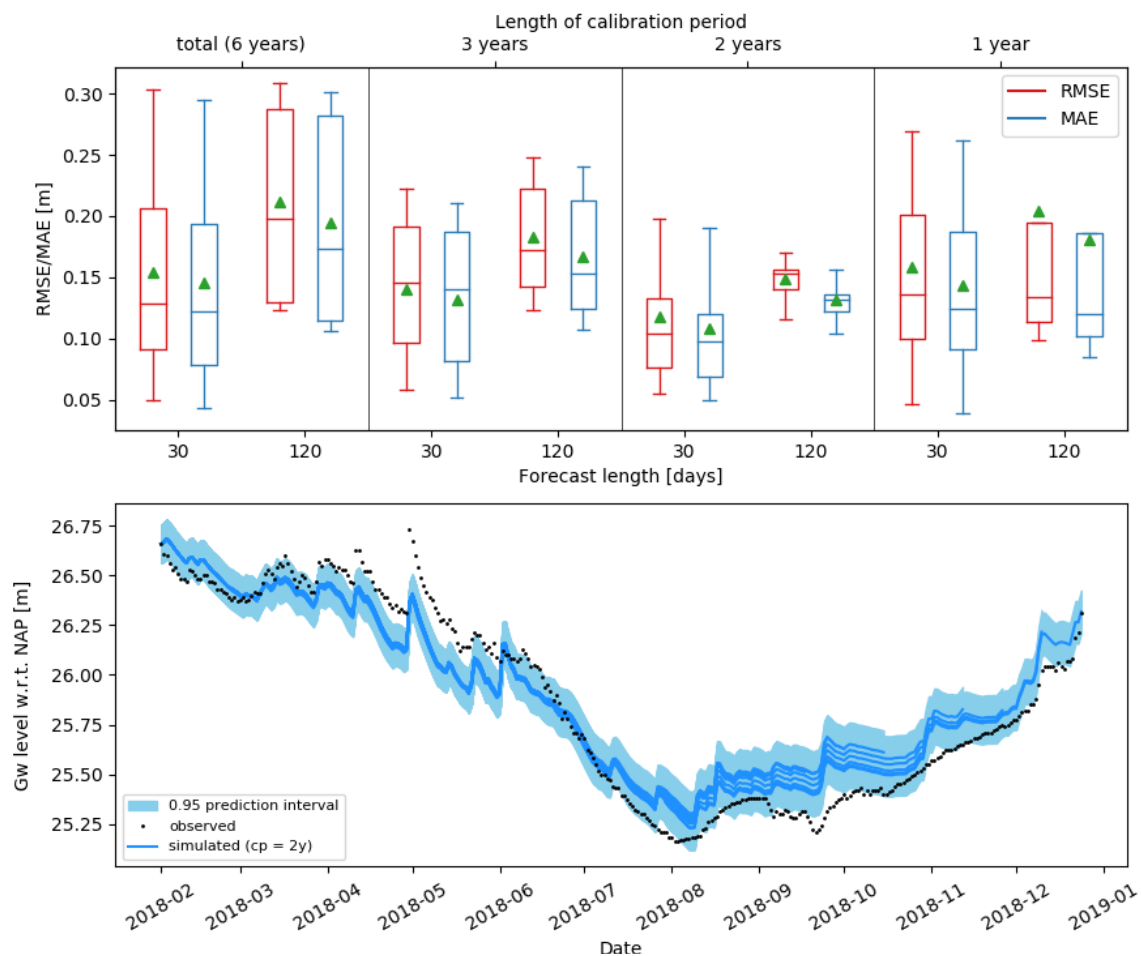 Length of calibration period
total (6 years) 3 years 2 years 1 year
RMSE
MAE
0.30
0.25
0.20
0.15
0.10
0.05
RMSE/MAE [m]
30 120 30 120 30 120 30 120
Forecast length [days]
26.75
26.50
26.25
26.00
25.75
25.50
25.25
Gw level w.r.t. NAP [m]
0.95 prediction interval
observed
simulated (cp = 2y)
2018-02 2018-03 2018-04 2018-05 2018-06 2018-07 2018-08 2018-09 2018-10 2018-11 2018-12 2019-01
Date